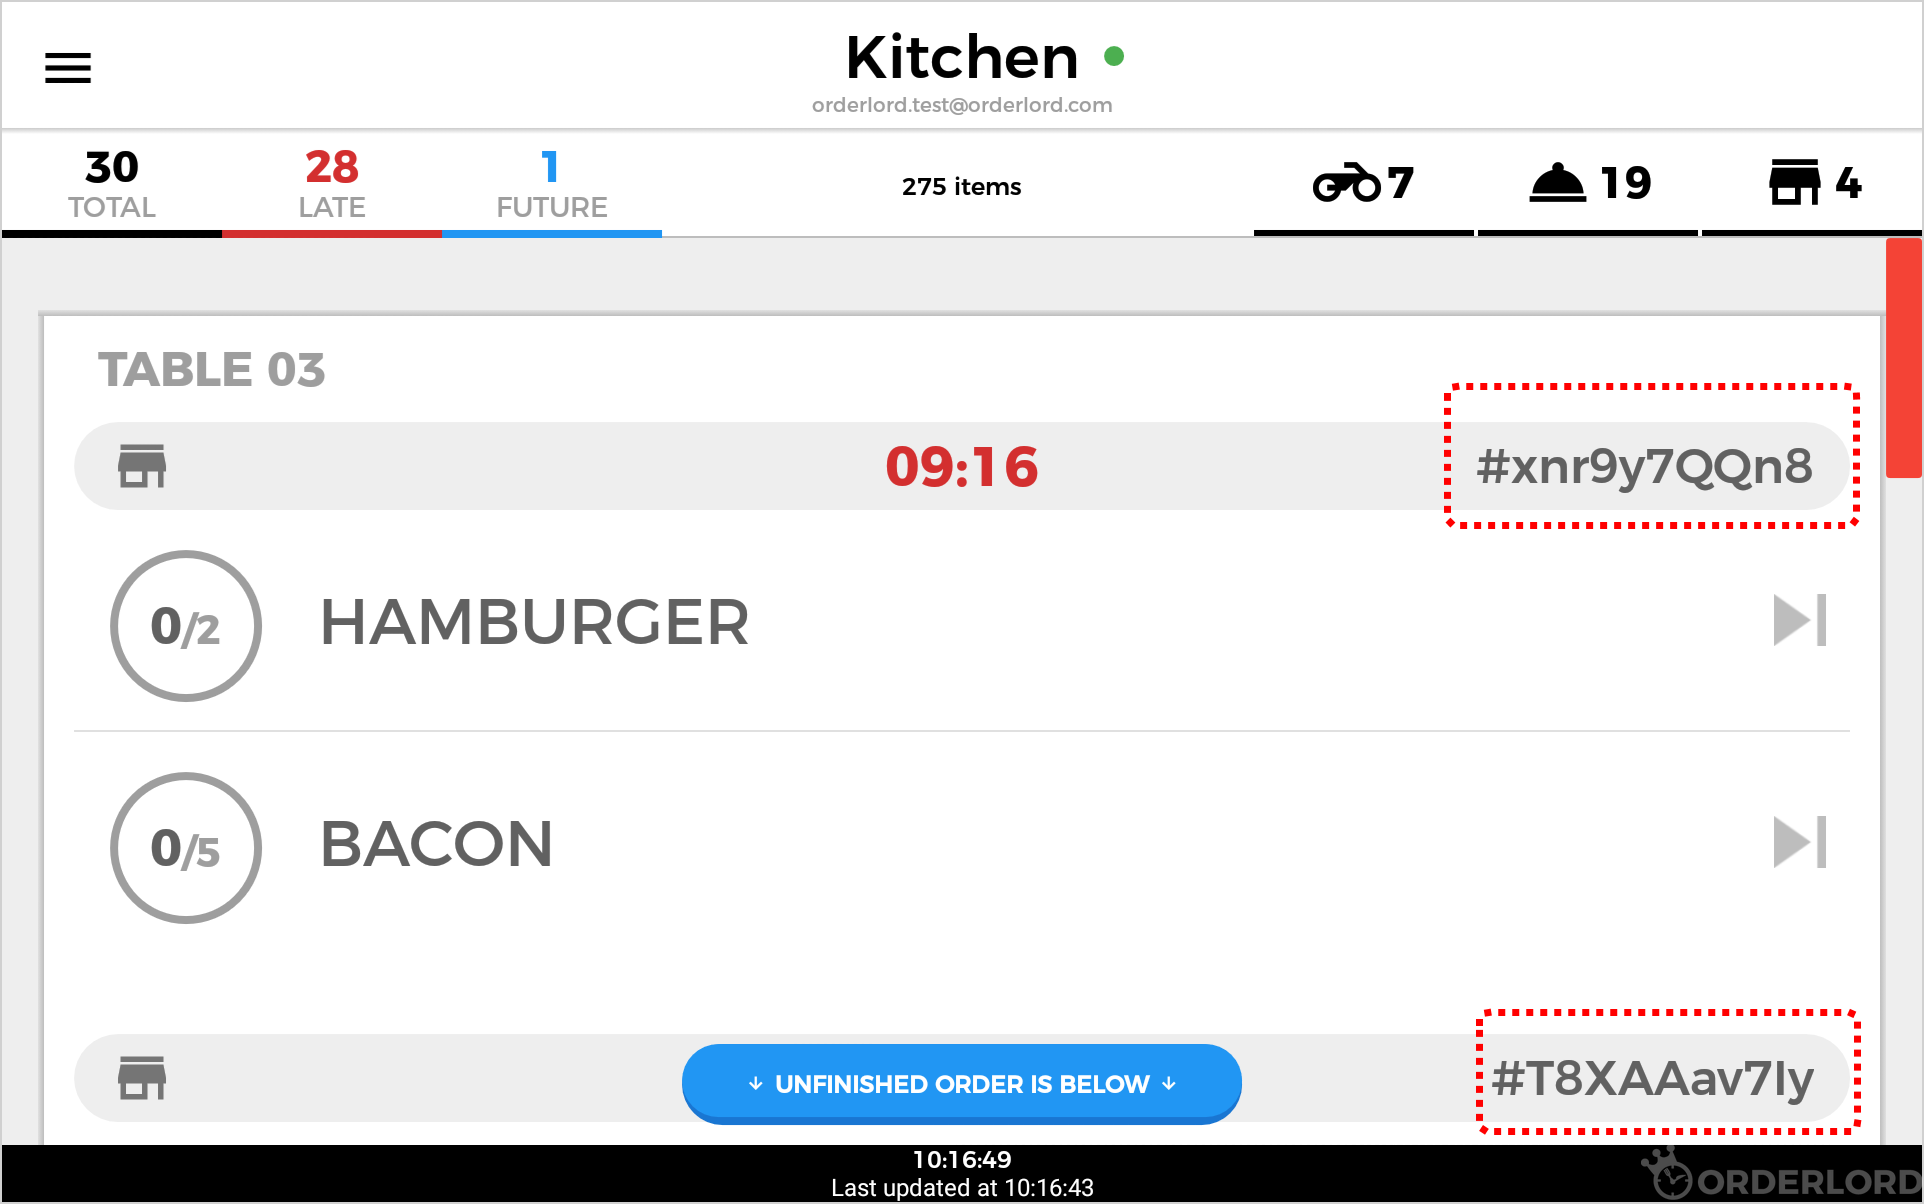 Kitchen
orderlord.test@orderlord.com
30 28 1 275 items 7 19 4
TOTAL LATE FUTURE
TABLE 03
09:16 #xnr9y7QQn8
0/2 HAMBURGER
0/5 BACON
↓ UNFINISHED ORDER IS BELOW ↓ #T8XAAav7Iy
10:16:49
Last updated at 10:16:43
ORDERLORD